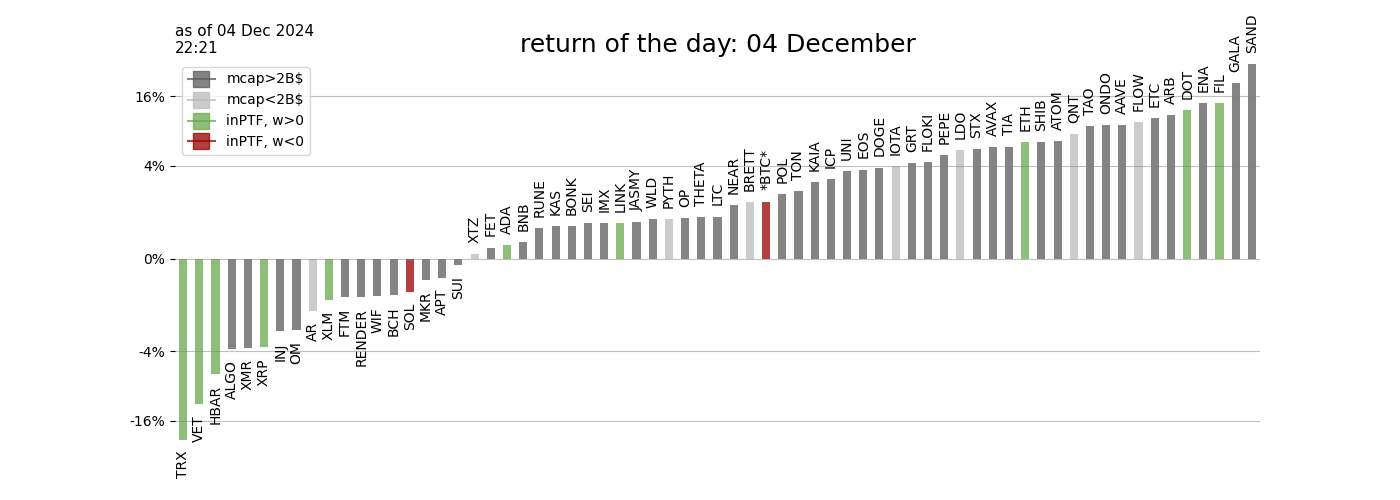 as of 04 Dec 2024
22:21
return of the day: 04 December
mcap>2B$
mcap<2B$
inPTF, w>0
inPTF, w<0
16%
4%
0%
-4%
-16%
TRX
VET
HBAR
ALGO
XMR
XRP
INJ
OM
AR
XLM
FTM
RENDER
WIF
BCH
SOL
MKR
APT
SUI
XTZ
FET
ADA
BNB
RUNE
KAS
BONK
SEI
IMX
LINK
JASMY
WLD
PYTH
OP
THETA
LTC
NEAR
BRETT
*BTC*
POL
TON
KAIA
ICP
UNI
EOS
DOGE
IOTA
GRT
FLOKI
PEPE
LDO
STX
AVAX
TIA
ETH
SHIB
ATOM
QNT
TAO
ONDO
AAVE
FLOW
ETC
ARB
DOT
ENA
FIL
GALA
SAND